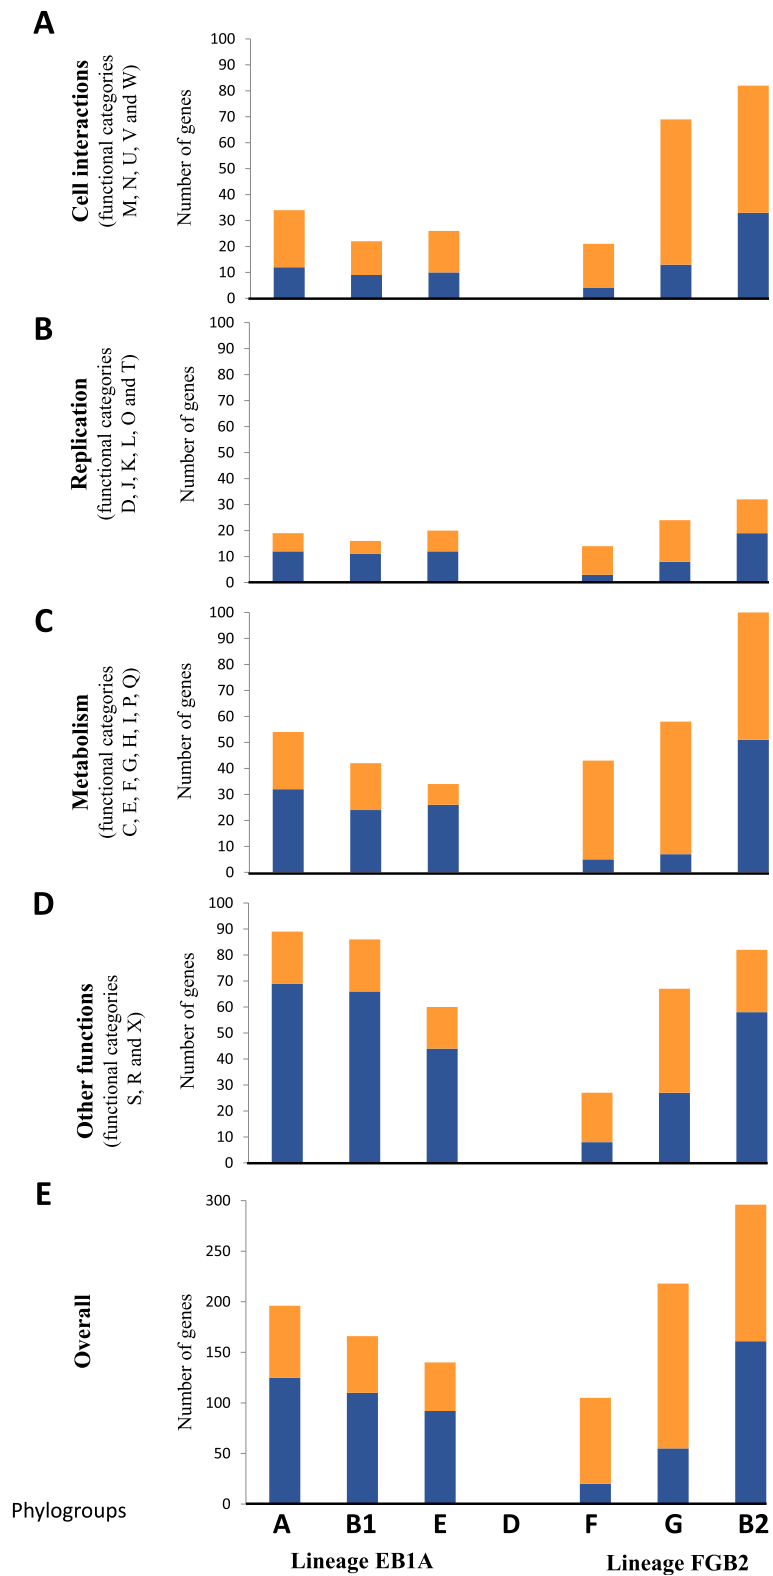 A
Cell interactions
(functional categories
M, N, U, V and W)
Number of genes
100
90
80
70
60
50
40
30
20
10
0
B
Replication
(functional categories
D, J, K, L, O and T)
Number of genes
100
90
80
70
60
50
40
30
20
10
0
C
Metabolism
(functional categories
C, E, F, G, H, I, P, Q)
Number of genes
100
90
80
70
60
50
40
30
20
10
0
D
Other functions
(functional categories
S, R and X)
Number of genes
100
90
80
70
60
50
40
30
20
10
0
E
Overall
Number of genes
300
250
200
150
100
50
0
Phylogroups
A B1 E D F G B2
Lineage EB1A Lineage FGB2